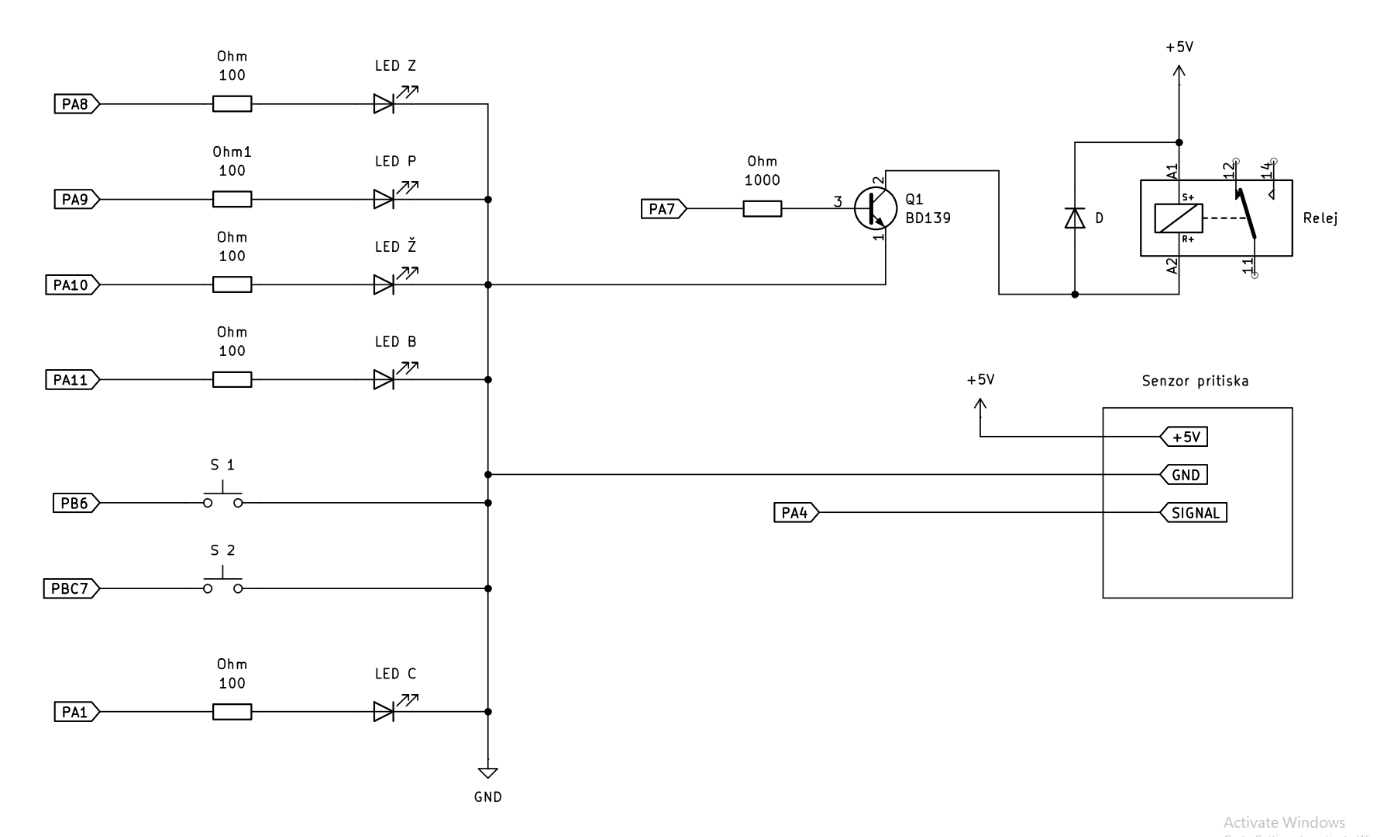 Ohm
100
LED Z
PA8
Ohm1
100
LED P
PA9
Ohm
100
LED Ž
PA10
Ohm
100
LED B
PA11
S 1
PB6
S 2
PBC7
Ohm
100
LED C
PA1
GND
Ohm
1000
PA7
3
2
1
Q1
BD139
+5V
D
A1
12
14
S+
R+
A2
11
Relej
+5V
Senzor pritiska
+5V
GND
PA4
SIGNAL
Activate Windows